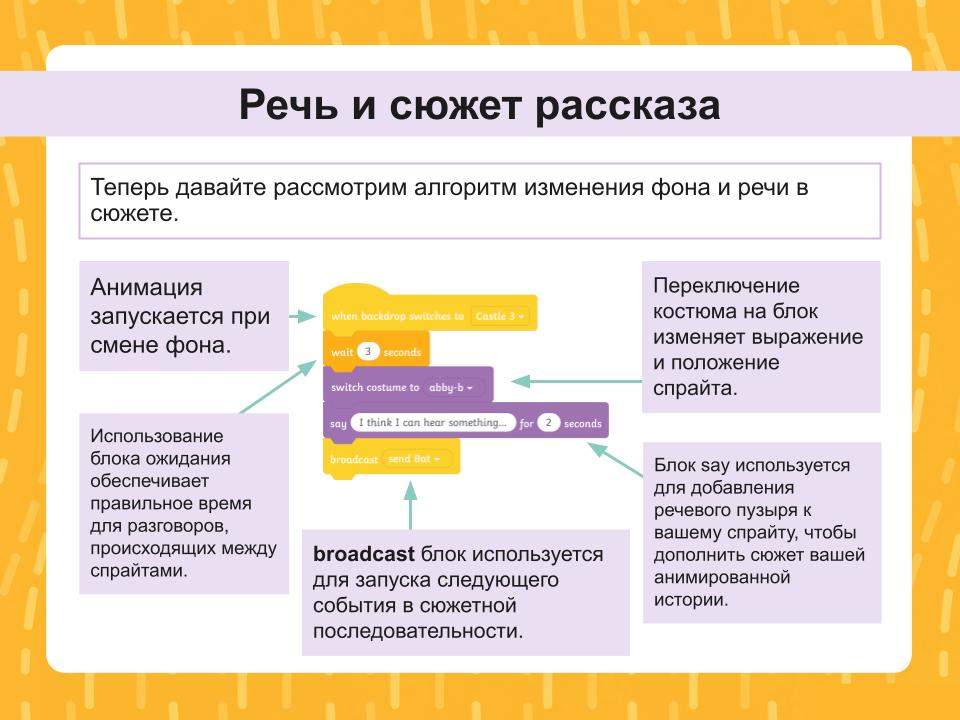 Речь и сюжет рассказа
Теперь давайте рассмотрим алгоритм изменения фона и речи в
сюжете.
Анимация
запускается при
смене фона.
Использование
блока ожидания
обеспечивает
правильное время
для разговоров,
происходящих между
спрайтами.
when backdrop switches to Castle 3
wait 3 seconds
switch costume to abby-b
say I think I can hear something... for 2 seconds
broadcast send Bat
broadcast блок используется
для запуска следующего
события в сюжетной
последовательности.
Переключение
костюма на блок
изменяет выражение
и положение
спрайта.
Блок say используется
для добавления
речевого пузыря к
вашему спрайту, чтобы
дополнить сюжет вашей
анимированной
истории.